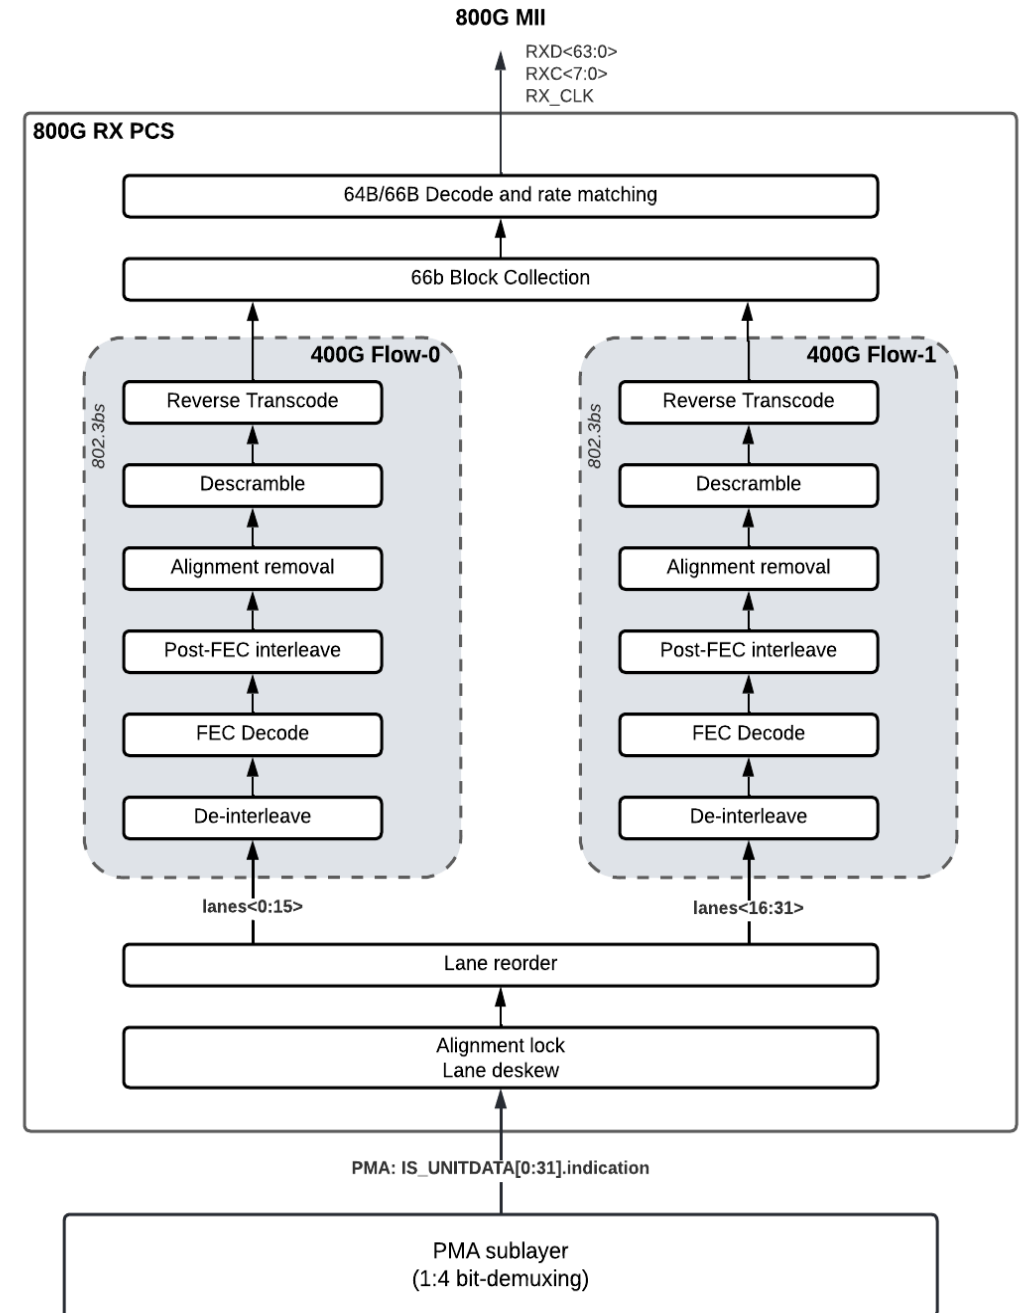 800G MII
RXD<63:0>
RXC<7:0>
RX_CLK
800G RX PCS
64B/66B Decode and rate matching
66b Block Collection
400G Flow-0
802.3bs
Reverse Transcode
Descramble
Alignment removal
Post-FEC interleave
FEC Decode
De-interleave
lanes<0:15>
400G Flow-1
802.3bs
Reverse Transcode
Descramble
Alignment removal
Post-FEC interleave
FEC Decode
De-interleave
lanes<16:31>
Lane reorder
Alignment lock
Lane deskew
PMA: IS_UNITDATA[0:31].indication
PMA sublayer
(1:4 bit-demuxing)